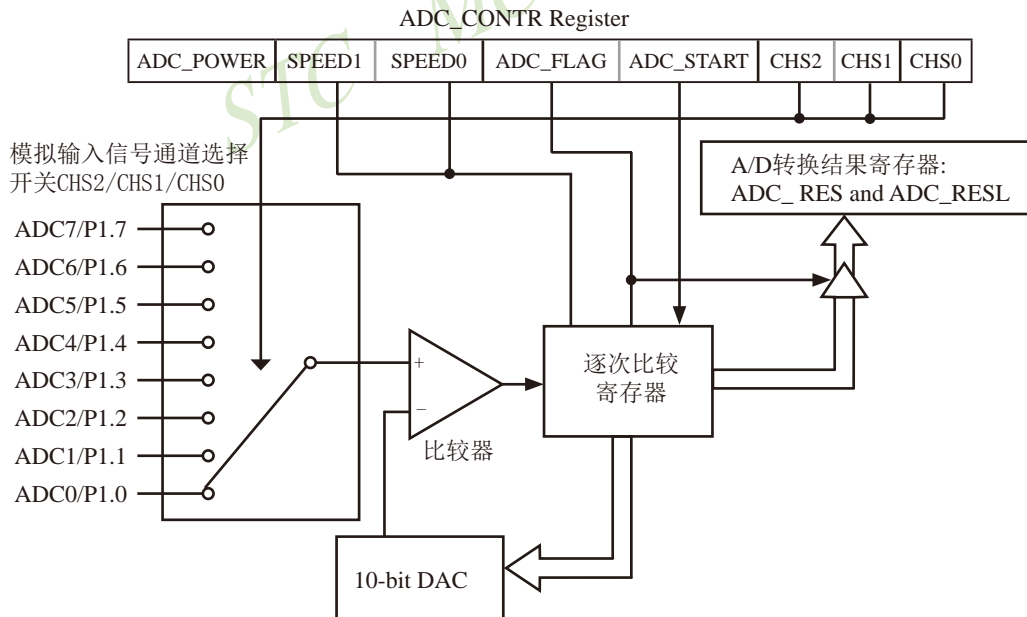 ADC_CONTR Register
ADC_POWER SPEED1 SPEED0 ADC_FLAG ADC_START CHS2 CHS1 CHS0
STC MC
模拟输入信号通道选择
开关CHS2/CHS1/CHS0
A/D转换结果寄存器:
ADC_ RES and ADC_RESL
ADC7/P1.7
ADC6/P1.6
ADC5/P1.5
ADC4/P1.4
ADC3/P1.3
ADC2/P1.2
ADC1/P1.1
ADC0/P1.0
+
−
比较器
逐次比较
寄存器
10-bit DAC